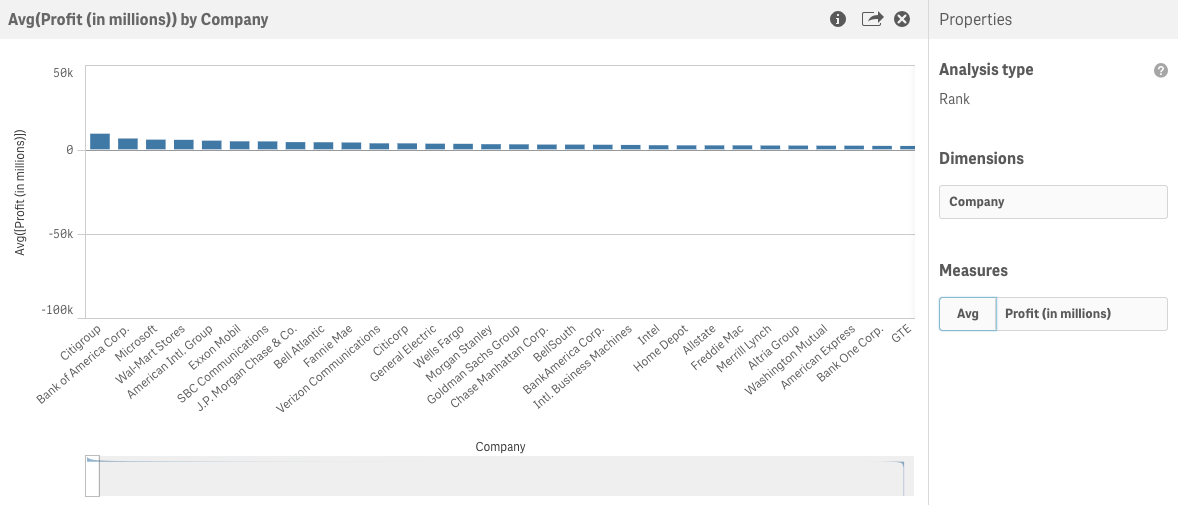 Avg(Profit (in millions)) by Company
Properties
Analysis type
?
Rank
Dimensions
Company
Measures
Avg
Profit (in millions)
Avg([Profit (in millions)])
50k
0
-50k
-100k
Citigroup
Bank of America Corp.
Microsoft
Wal-Mart Stores
American Intl. Group
Exxon Mobil
SBC Communications
J.P. Morgan Chase & Co.
Bell Atlantic
Fannie Mae
Verizon Communications
Citicorp
General Electric
Wells Fargo
Morgan Stanley
Goldman Sachs Group
Chase Manhattan Corp.
BellSouth
BankAmerica Corp.
Intl. Business Machines
Intel
Home Depot
Allstate
Freddie Mac
Merrill Lynch
Altria Group
Washington Mutual
American Express
Bank One Corp.
GTE
Company